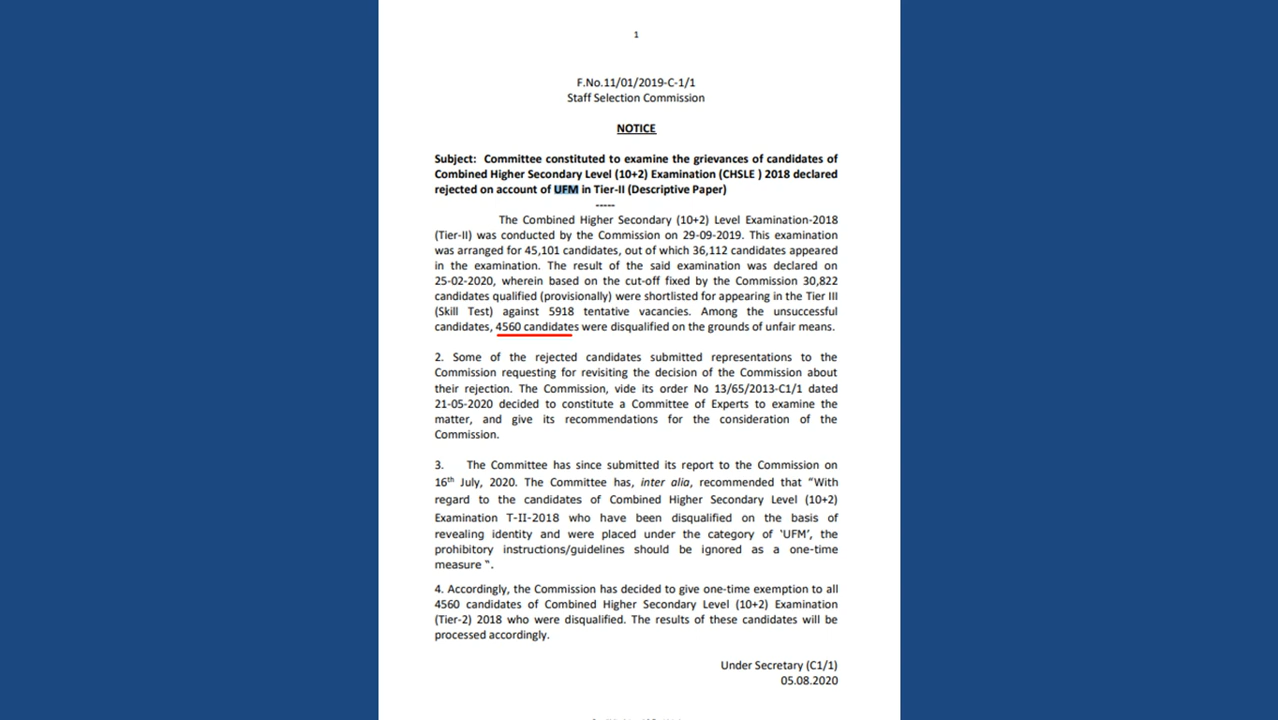 1
F.No.11/01/2019-C-1/1
Staff Selection Commission
NOTICE
Subject: Committee constituted to examine the grievances of candidates of
Combined Higher Secondary Level (10+2) Examination (CHSLE ) 2018 declared
rejected on account of UFM in Tier-II (Descriptive Paper)
-----
The Combined Higher Secondary (10+2) Level Examination-2018
(Tier-II) was conducted by the Commission on 29-09-2019. This examination
was arranged for 45,101 candidates, out of which 36,112 candidates appeared
in the examination. The result of the said examination was declared on
25-02-2020, wherein based on the cut-off fixed by the Commission 30,822
candidates qualified (provisionally) were shortlisted for appearing in the Tier III
(Skill Test) against 5918 tentative vacancies. Among the unsuccessful
candidates, 4560 candidates were disqualified on the grounds of unfair means.
2. Some of the rejected candidates submitted representations to the
Commission requesting for revisiting the decision of the Commission about
their rejection. The Commission, vide its order No 13/65/2013-C1/1 dated
21-05-2020 decided to constitute a Committee of Experts to examine the
matter, and give its recommendations for the consideration of the
Commission.
3. The Committee has since submitted its report to the Commission on
16th July, 2020. The Committee has, inter alia, recommended that “With
regard to the candidates of Combined Higher Secondary Level (10+2)
Examination T-II-2018 who have been disqualified on the basis of
revealing identity and were placed under the category of ‘UFM’, the
prohibitory instructions/guidelines should be ignored as a one-time
measure “.
4. Accordingly, the Commission has decided to give one-time exemption to all
4560 candidates of Combined Higher Secondary Level (10+2) Examination
(Tier-2) 2018 who were disqualified. The results of these candidates will be
processed accordingly.
Under Secretary (C1/1)
05.08.2020